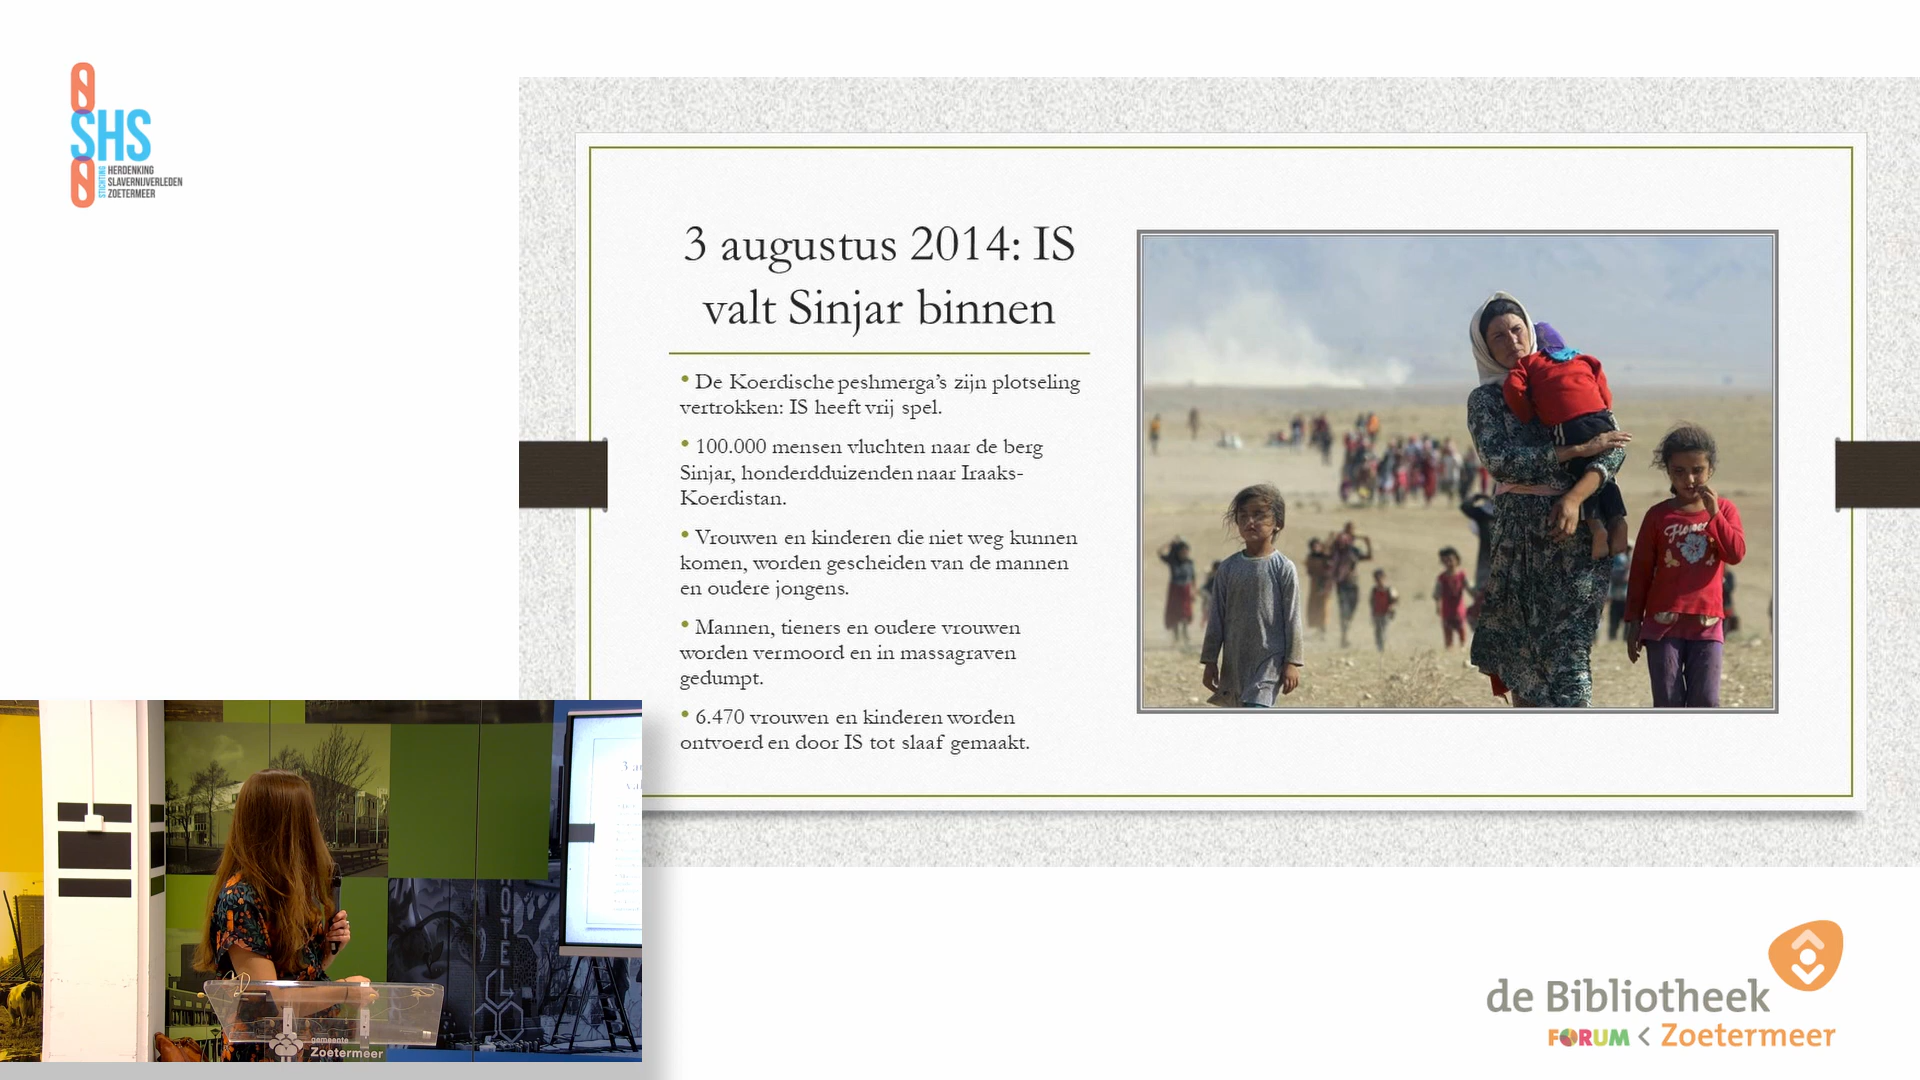 SHS
STICHTING
HERDENKING
SLAVERNIJVERLEDEN
ZOETERMEER
3 augustus 2014: IS
valt Sinjar binnen
• De Koerdische peshmerga’s zijn plotseling
vertrokken: IS heeft vrij spel.
• 100.000 mensen vluchten naar de berg
Sinjar, honderdduizenden naar Iraaks-
Koerdistan.
• Vrouwen en kinderen die niet weg kunnen
komen, worden gescheiden van de mannen
en oudere jongens.
• Mannen, tieners en oudere vrouwen
worden vermoord en in massagraven
gedumpt.
• 6.470 vrouwen en kinderen worden
ontvoerd en door IS tot slaaf gemaakt.
Flower
HOTEL
gemeente
Zoetermeer
de Bibliotheek
FORUM < Zoetermeer